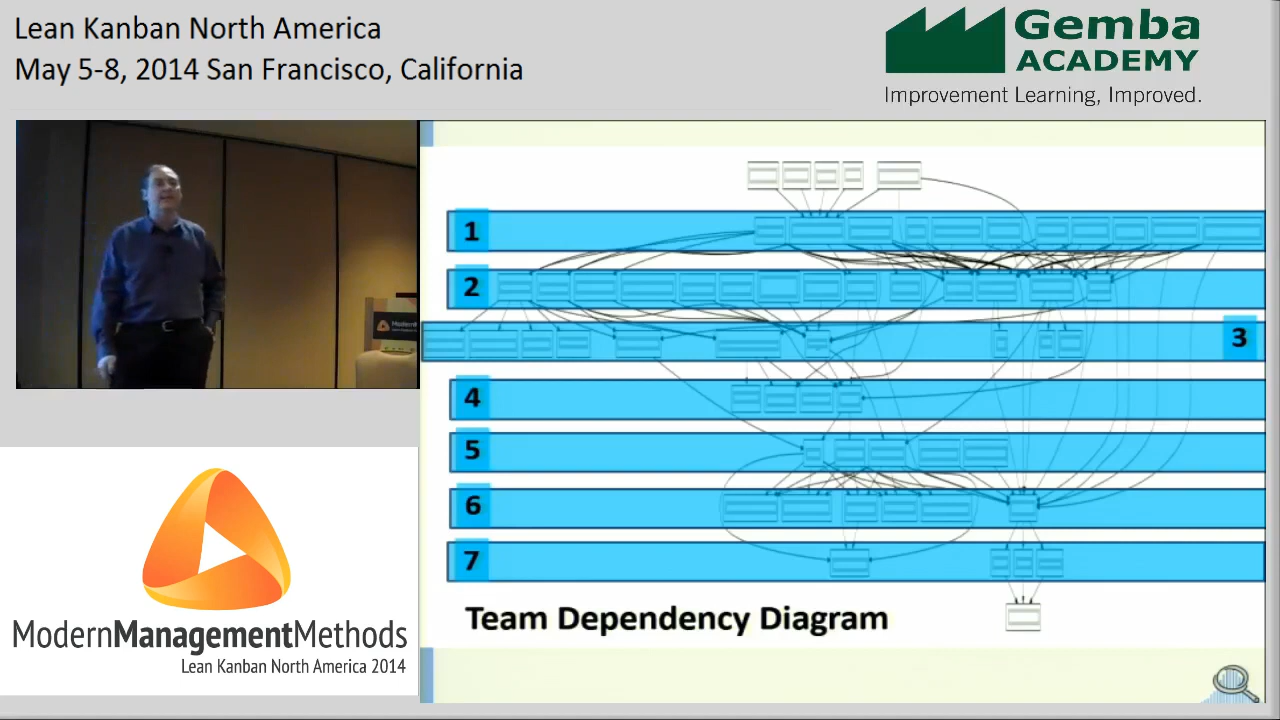 Lean Kanban North America
May 5-8, 2014 San Francisco, California
Gemba
ACADEMY
Improvement Learning, Improved.
1
2
3
4
5
6
7
Team Dependency Diagram
ModernManagementMethods
Lean Kanban North America 2014